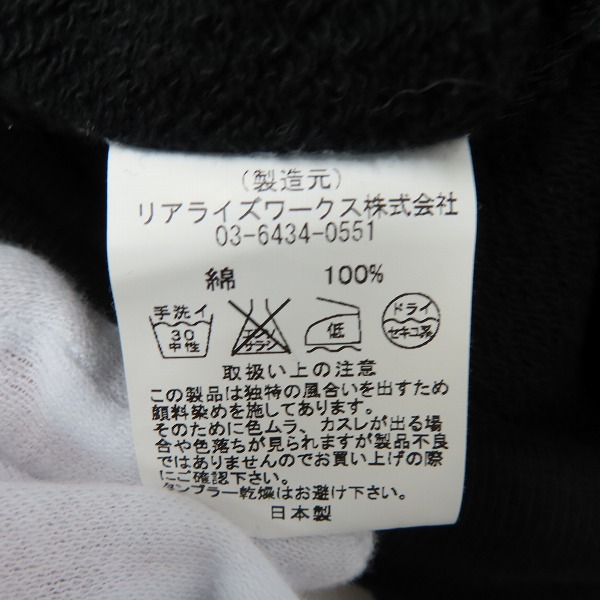 (製造元)
リアライズワークス株式会社
03-6434-0551
綿 100%
手洗イ
30
中性
エンソ
サラシ
低
ドライ
セキユ系
取扱い上の注意
この製品は独特の風合いを出すため
顔料染めを施してあります。
そのために色ムラ、カスレが出る場
合や色落ちが見られますが製品不良
ではありませんのでお買い上げの際
にご確認下さい。
タンブラー乾燥はお避け下さい。
日本製